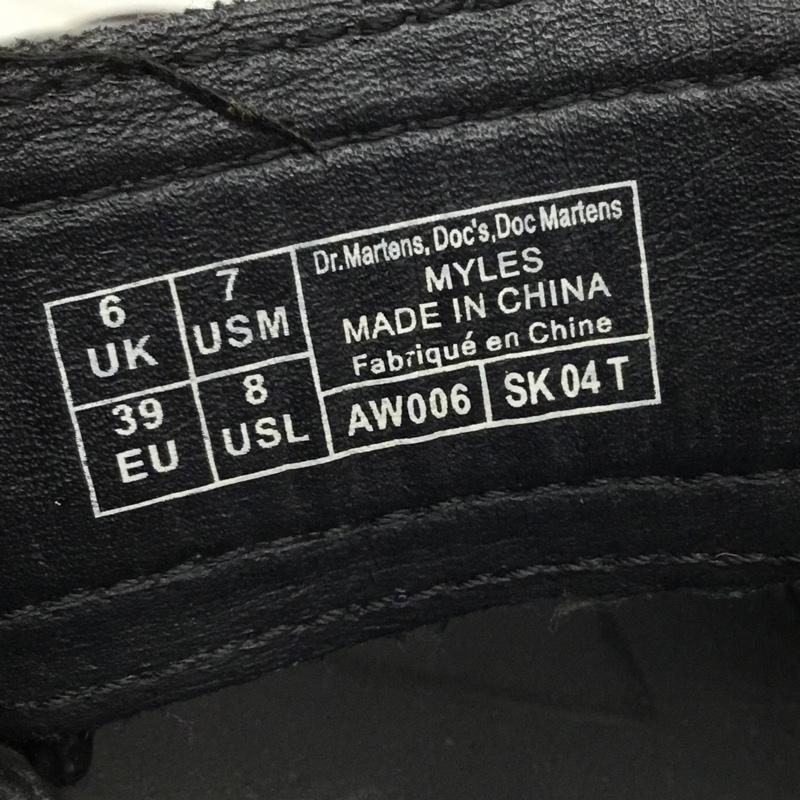 6
UK
7
USM
39
EU
8
USL
Dr.Martens, Doc's, Doc Martens
MYLES
MADE IN CHINA
Fabriqué en Chine
AW006
SK 04 T